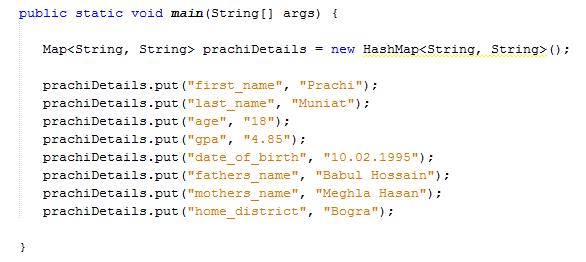 public static void main(String[] args) {
Map<String, String> prachiDetails = new HashMap<String, String>();
prachiDetails.put("first_name", "Prachi");
prachiDetails.put("last_name", "Muniat");
prachiDetails.put("age", "18");
prachiDetails.put("gpa", "4.85");
prachiDetails.put("date_of_birth", "10.02.1995");
prachiDetails.put("fathers_name", "Babul Hossain");
prachiDetails.put("mothers_name", "Meghla Hasan");
prachiDetails.put("home_district", "Bogra");
}